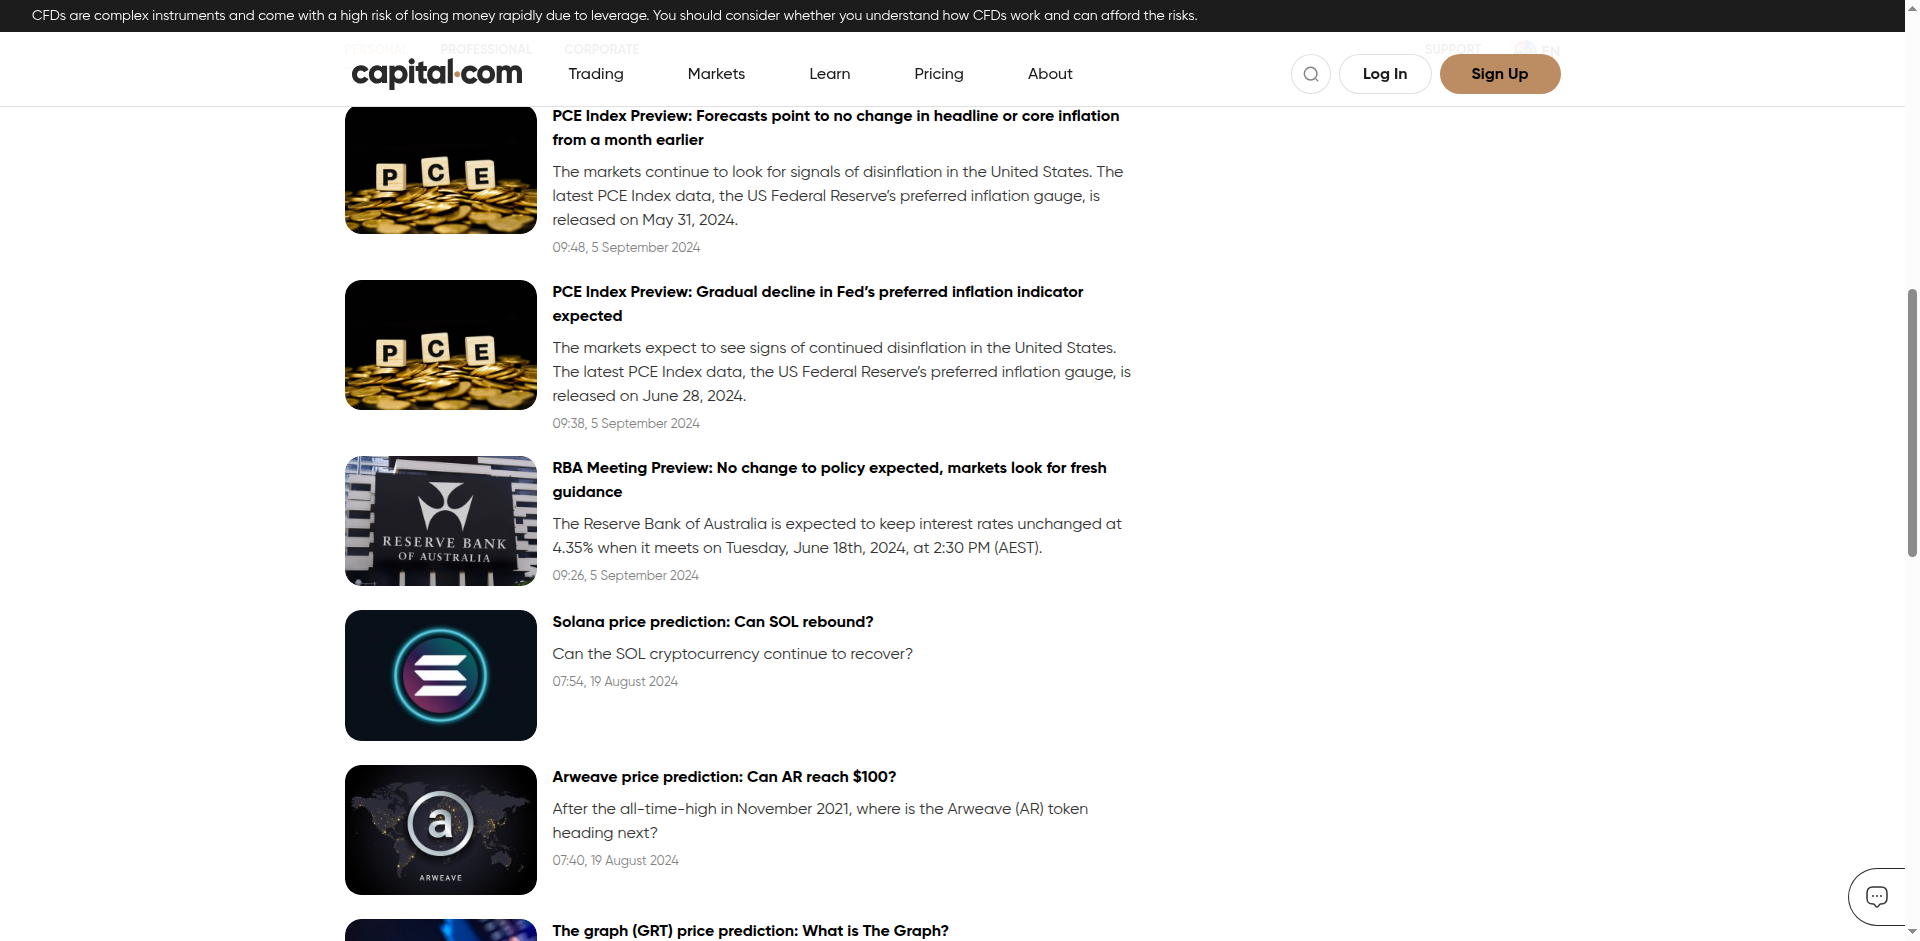 CFDs are complex instruments and come with a high risk of losing money rapidly due to leverage. You should consider whether you understand how CFDs work and can afford the risks.
PERSONAL PROFESSIONAL CORPORATE SUPPORT EN
capital.com Trading Markets Learn Pricing About Log In Sign Up
PCE Index Preview: Forecasts point to no change in headline or core inflation
from a month earlier
The markets continue to look for signals of disinflation in the United States. The
latest PCE Index data, the US Federal Reserve’s preferred inflation gauge, is
released on May 31, 2024.
09:48, 5 September 2024
P C E
PCE Index Preview: Gradual decline in Fed’s preferred inflation indicator
expected
The markets expect to see signs of continued disinflation in the United States.
The latest PCE Index data, the US Federal Reserve’s preferred inflation gauge, is
released on June 28, 2024.
09:38, 5 September 2024
P C E
RBA Meeting Preview: No change to policy expected, markets look for fresh
guidance
The Reserve Bank of Australia is expected to keep interest rates unchanged at
4.35% when it meets on Tuesday, June 18th, 2024, at 2:30 PM (AEST).
09:26, 5 September 2024
RESERVE BANK
OF AUSTRALIA
Solana price prediction: Can SOL rebound?
Can the SOL cryptocurrency continue to recover?
07:54, 19 August 2024
Arweave price prediction: Can AR reach $100?
After the all-time-high in November 2021, where is the Arweave (AR) token
heading next?
07:40, 19 August 2024
a
ARWEAVE
The graph (GRT) price prediction: What is The Graph?